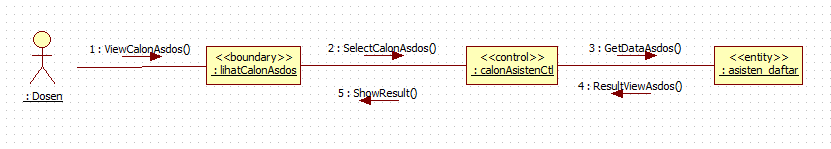 1 : ViewCalonAsdos()
2 : SelectCalonAsdos()
3 : GetDataAsdos()
<<boundary>>
: lihatCalonAsdos
<<control>>
: calonAsistenCtl
<<entity>>
: asisten_daftar
: Dosen
5 : ShowResult()
4 : ResultViewAsdos()